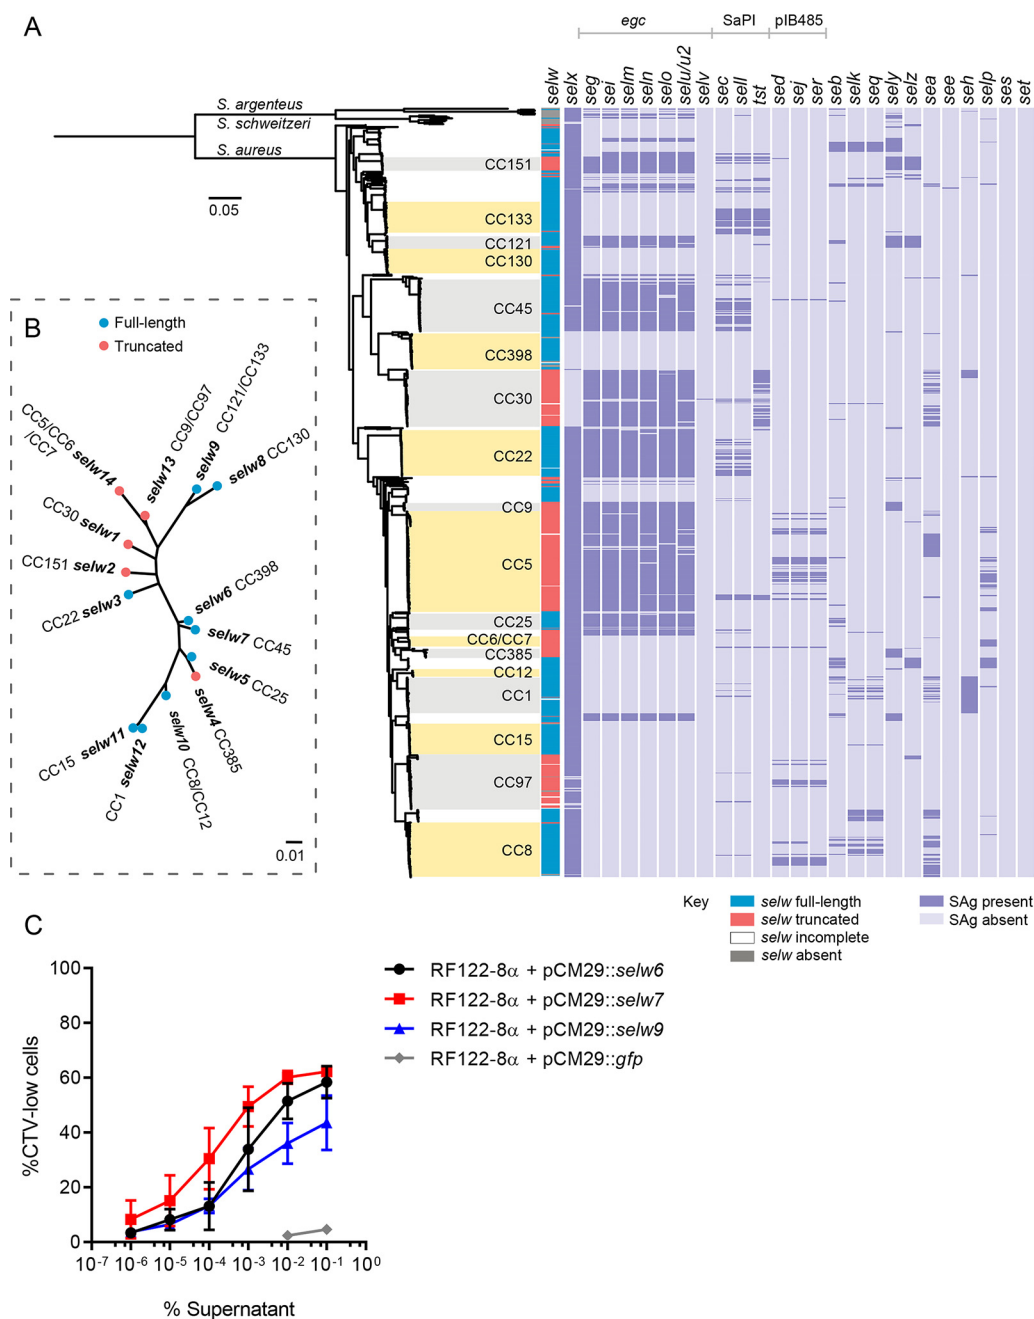 A
egc SaPI pIB485
selw selx seg sei selm seln selo selu/u2 selv sec sell tst sed sej ser seb selk seq sely selz sea see seh selp ses set
S. argenteus
S. schweitzeri
S. aureus
0.05
CC151
CC133
CC121
CC130
CC45
CC398
CC30
CC22
CC9
CC5
CC25
CC6/CC7
CC385
CC12
CC1
CC15
CC97
CC8
Key
selw full-length
selw truncated
selw incomplete
selw absent
SAg present
SAg absent
B
Full-length
Truncated
CC5/CC6
/CC7 selw14
selw13 CC9/CC97
selw9 CC121/CC133
selw8 CC130
CC30 selw1
CC151 selw2
CC22 selw3
selw6 CC398
selw7 CC45
selw5 CC25
selw4 CC385
selw10 CC8/CC12
CC1 selw12
CC15 selw11
0.01
C
%CTV-low cells
100
80
60
40
20
0
10⁻⁷ 10⁻⁶ 10⁻⁵ 10⁻⁴ 10⁻³ 10⁻² 10⁻¹ 10⁰
% Supernatant
RF122-8α + pCM29::selw6
RF122-8α + pCM29::selw7
RF122-8α + pCM29::selw9
RF122-8α + pCM29::gfp